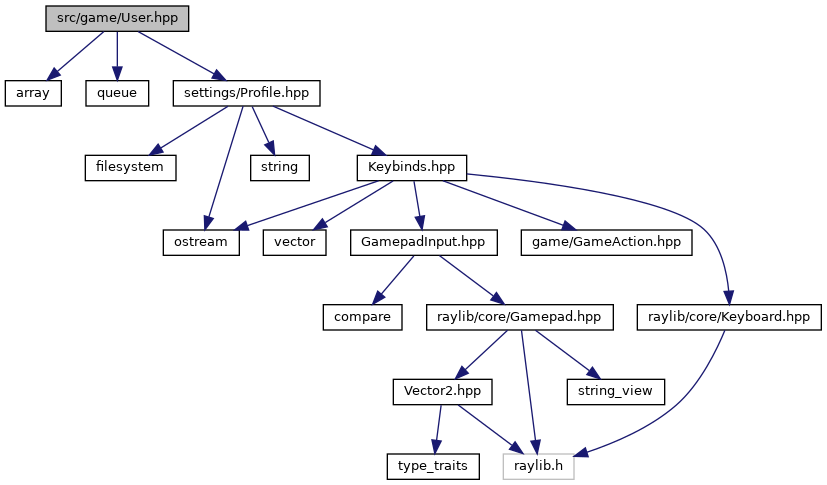 src/game/User.hpp
array
queue
settings/Profile.hpp
filesystem
string
Keybinds.hpp
ostream
vector
GamepadInput.hpp
game/GameAction.hpp
compare
raylib/core/Gamepad.hpp
raylib/core/Keyboard.hpp
Vector2.hpp
string_view
type_traits
raylib.h